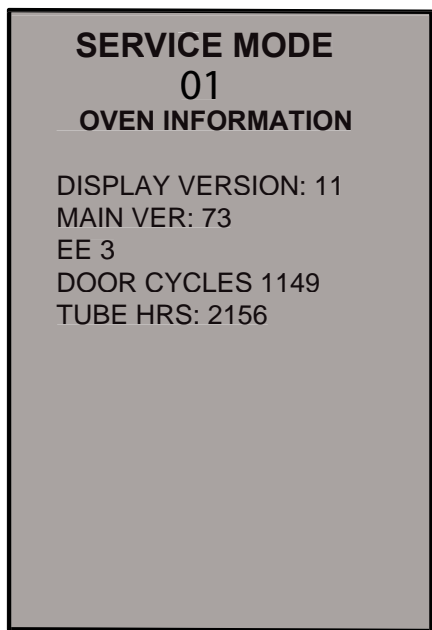 SERVICE MODE
01
OVEN INFORMATION
DISPLAY VERSION: 11
MAIN VER: 73
EE 3
DOOR CYCLES 1149
TUBE HRS: 2156